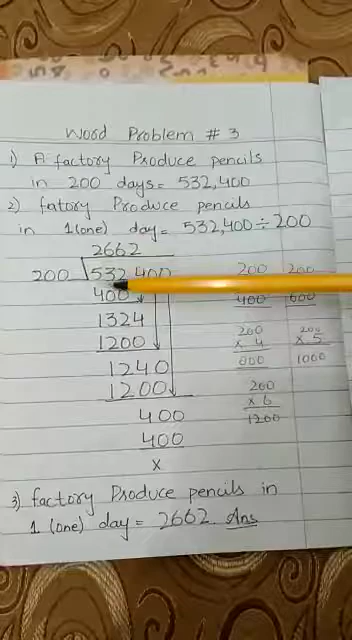 Word Problem # 3
1) A factory Produce pencils
in 200 days = 532,400
2) fatory Produce pencils
in 1(one) day = 532,400 ÷ 200
2662
200 532400
400
1324
1200
1240
1200
400
400
x
200 200
400 600
200
x 4
800
200
x 5
1000
200
x 6
1200
3) factory Produce pencils in
1 (one) day = 2662 Ans